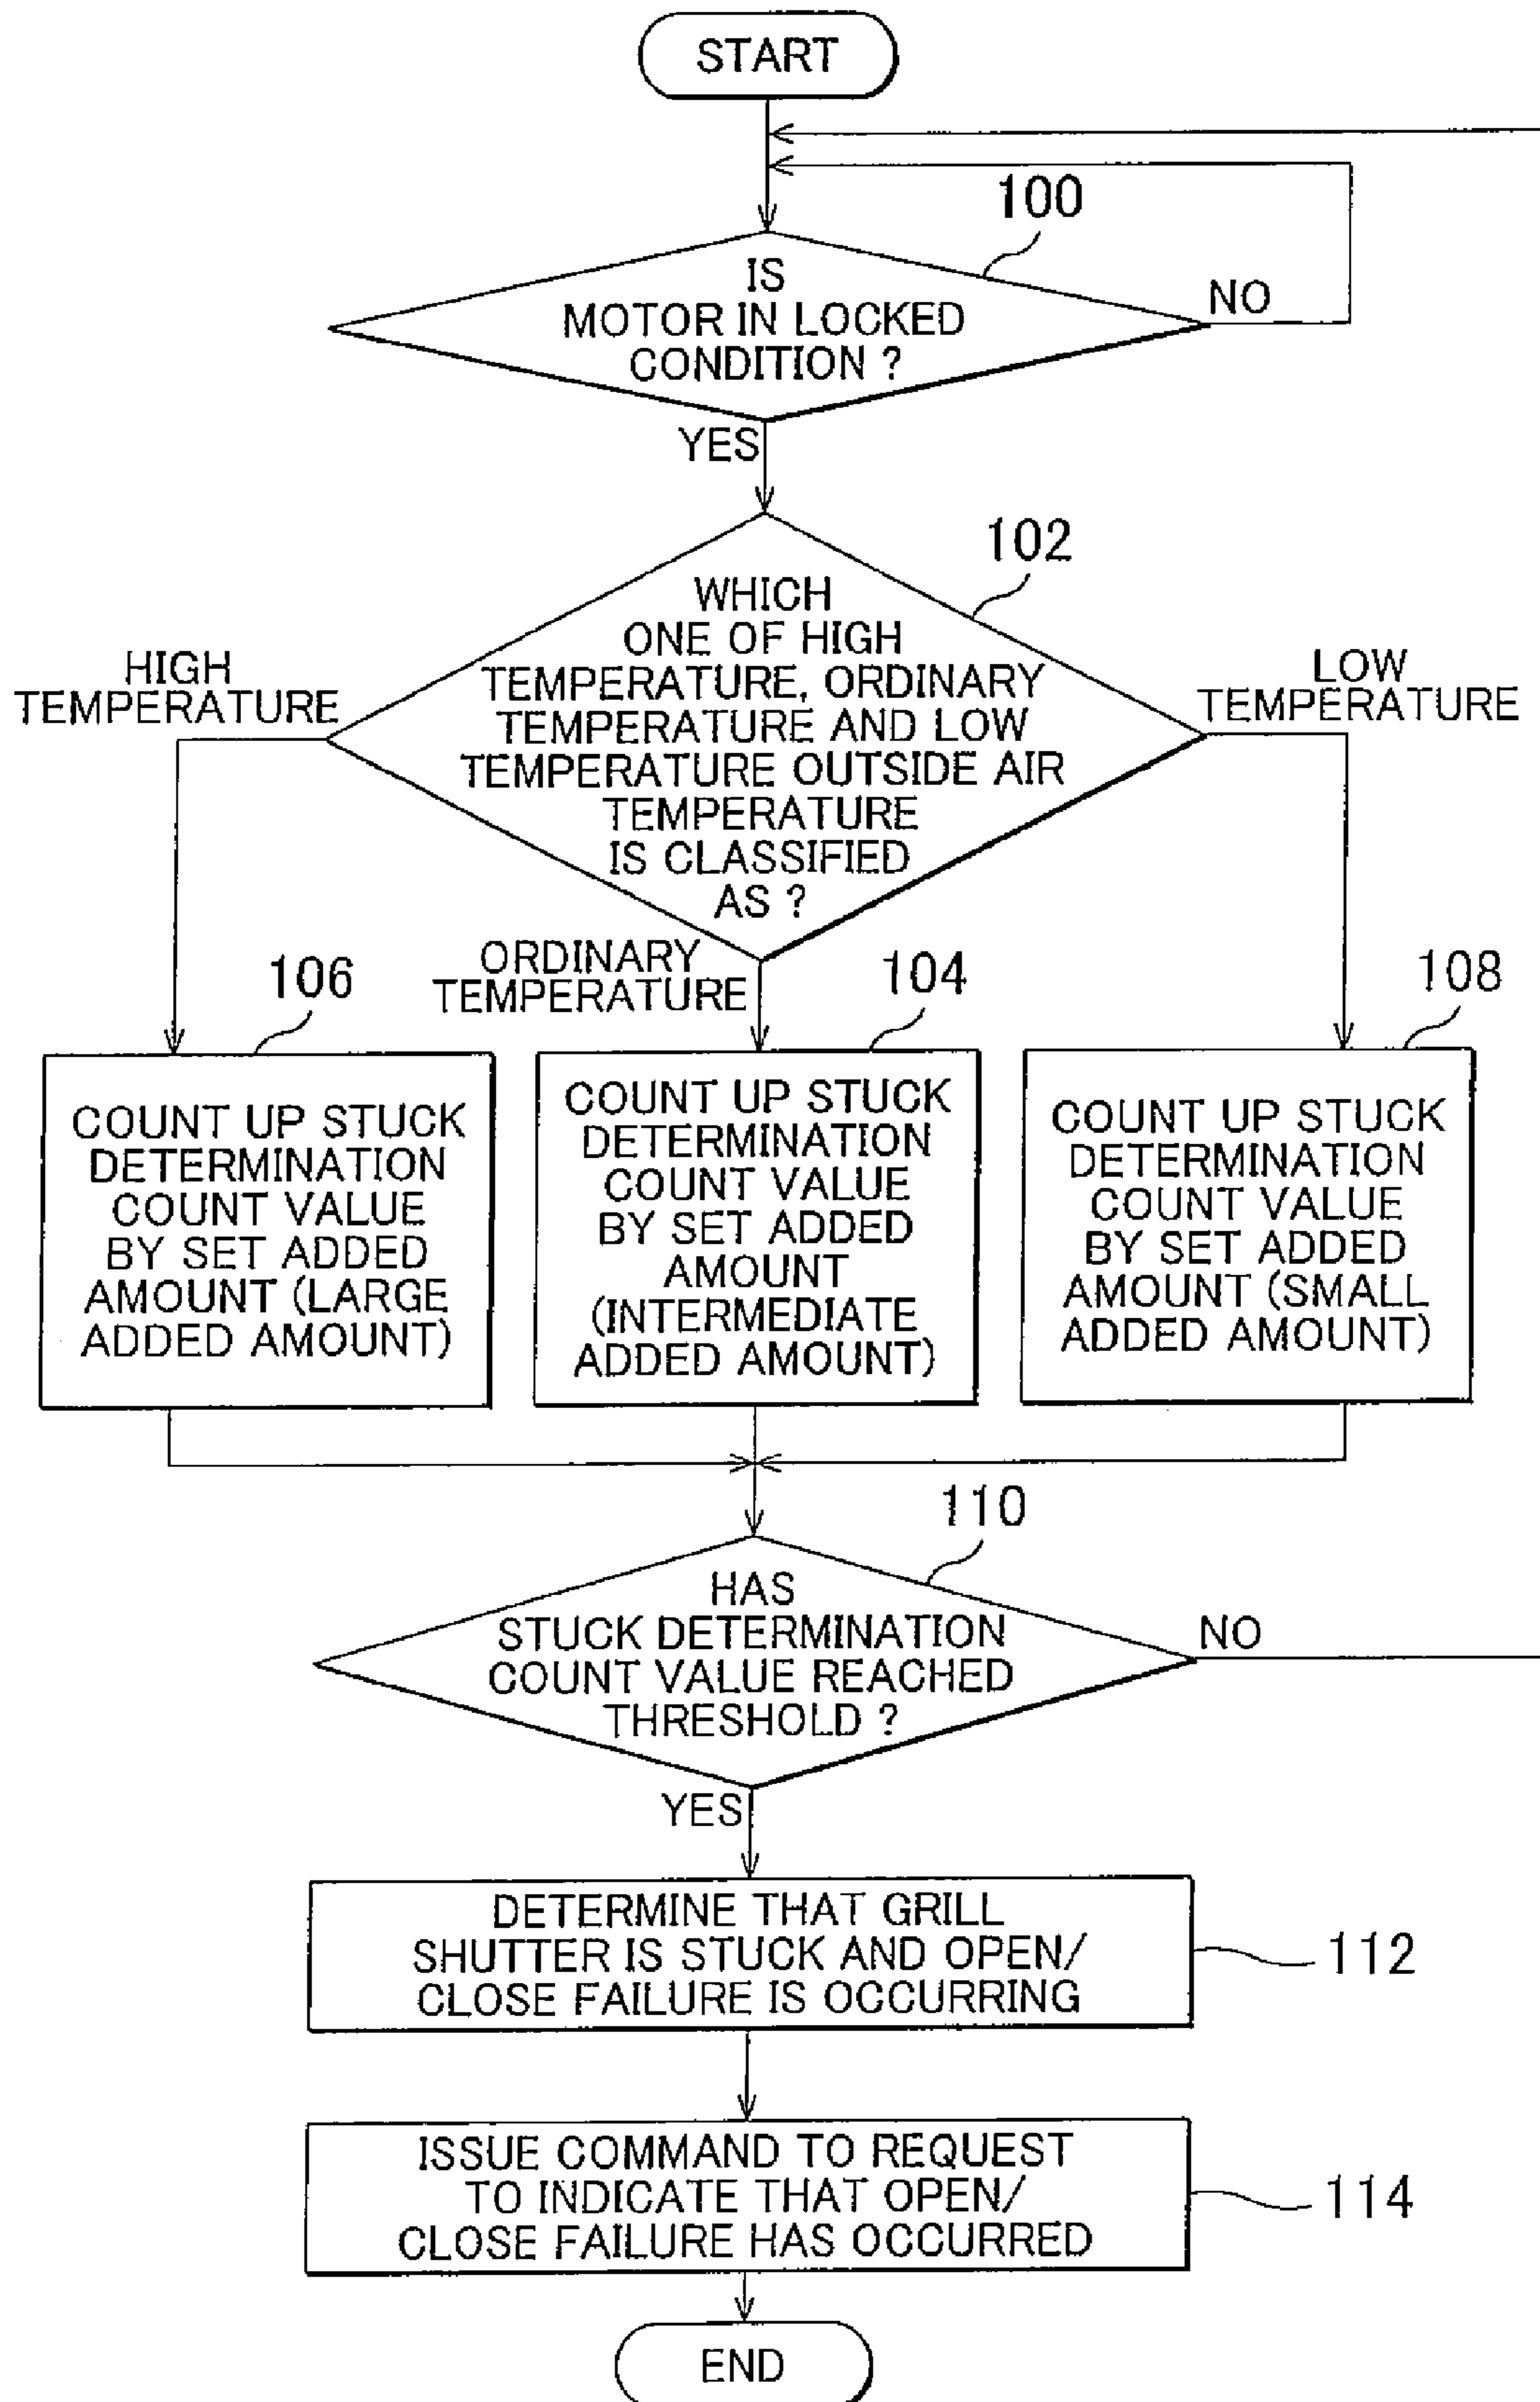 START
100
IS
MOTOR IN LOCKED
CONDITION ?
NO
YES
102
WHICH
ONE OF HIGH
TEMPERATURE, ORDINARY
TEMPERATURE AND LOW
TEMPERATURE OUTSIDE AIR
TEMPERATURE
IS CLASSIFIED
AS ?
HIGH
TEMPERATURE
LOW
TEMPERATURE
ORDINARY
TEMPERATURE
106
COUNT UP STUCK
DETERMINATION
COUNT VALUE
BY SET ADDED
AMOUNT (LARGE
ADDED AMOUNT)
104
COUNT UP STUCK
DETERMINATION
COUNT VALUE
BY SET ADDED
AMOUNT
(INTERMEDIATE
ADDED AMOUNT)
108
COUNT UP STUCK
DETERMINATION
COUNT VALUE
BY SET ADDED
AMOUNT (SMALL
ADDED AMOUNT)
110
HAS
STUCK DETERMINATION
COUNT VALUE REACHED
THRESHOLD ?
NO
YES
DETERMINE THAT GRILL
SHUTTER IS STUCK AND OPEN/
CLOSE FAILURE IS OCCURRING
112
ISSUE COMMAND TO REQUEST
TO INDICATE THAT OPEN/
CLOSE FAILURE HAS OCCURRED
114
END